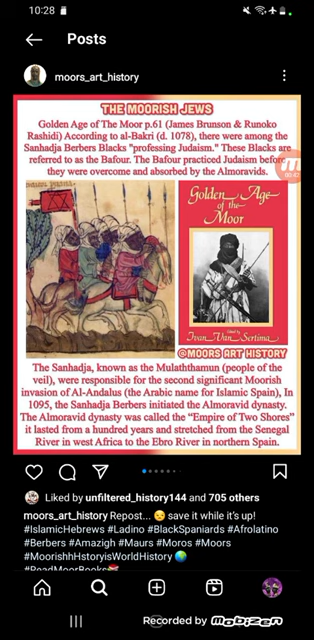 10:28
Posts
moors_art_history
THE MOORISH JEWS
Golden Age of The Moor p.61 (James Brunson & Runoko
Rashidi) According to al-Bakri (d. 1078), there were among the
Sanhadja Berbers Blacks "professing Judaism." These Blacks are
referred to as the Bafour. The Bafour practiced Judaism before
they were overcome and absorbed by the Almoravids.
Golden Age
of the
Moor
Edited by
Ivan Van Sertima
@MOORS ART HISTORY
The Sanhadja, known as the Mulaththamun (people of the
veil), were responsible for the second significant Moorish
invasion of Al-Andalus (the Arabic name for Islamic Spain), In
1095, the Sanhadja Berbers initiated the Almoravid dynasty.
The Almoravid dynasty was called the “Empire of Two Shores”
it lasted from a hundred years and stretched from the Senegal
River in west Africa to the Ebro River in northern Spain.
Liked by unfiltered_history144 and 705 others
moors_art_history Repost... 😔 save it while it's up!
#IslamicHebrews #Ladino #BlackSpaniards #Afrolatino
#Berbers #Amazigh #Maurs #Moros #Moors
#MoorishhHstoryisWorldHistory 🌍
#ReadMoorBooks
Recorded by mobizen